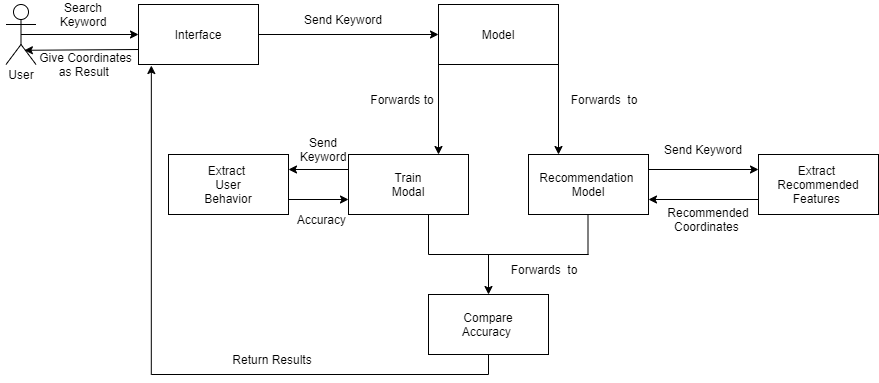 Search
Keyword
Send Keyword
Interface
Model
Give Coordinates
as Result
User
Forwards to
Forwards to
Send
Keyword
Send Keyword
Extract
User
Behavior
Train
Modal
Recommendation
Model
Extract
Recommended
Features
Accuracy
Recommended
Coordinates
Forwards to
Compare
Accuracy
Return Results